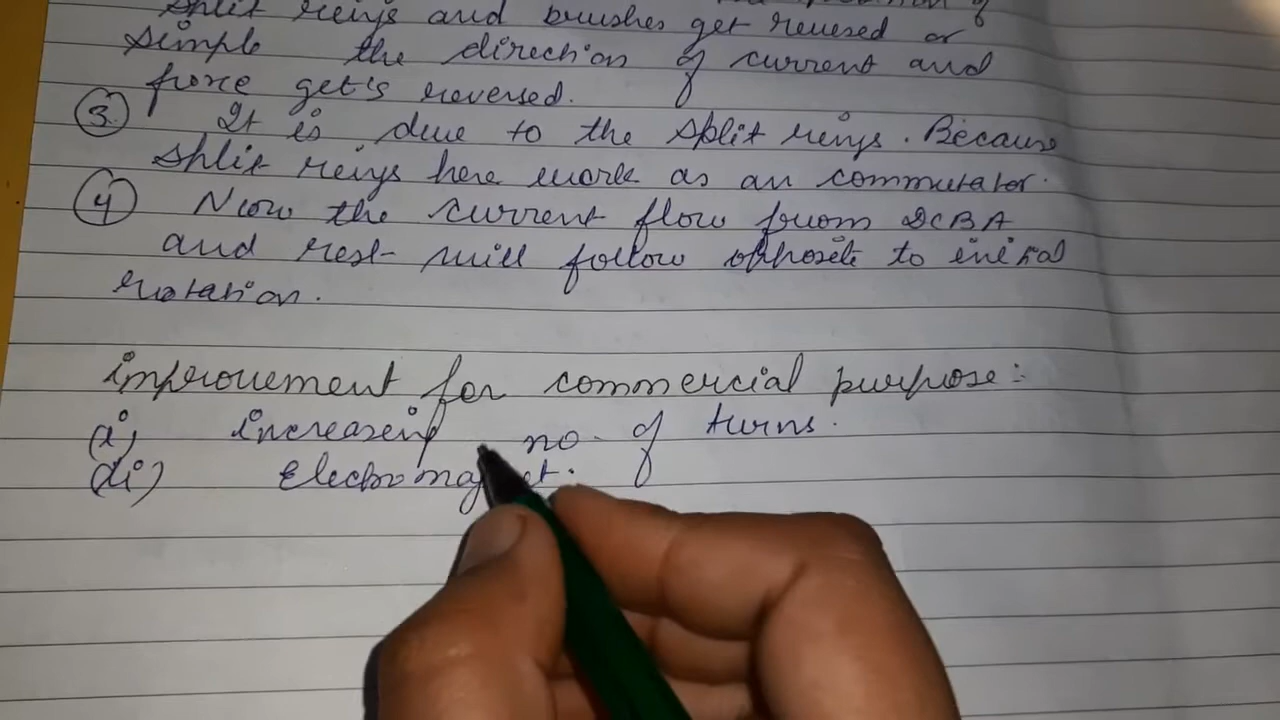 split rings and brushes get revered or
simple the direction of current and
force get's reversed.
3. It is due to the split rings. Because
split rings here work as an commutator.
4 Now the current flow from DCBA
and rest will follow opposite to inital
rotation.
improvement for commercial purpose:
(i) increasing no. of turns.
(ii) Electromagnet.